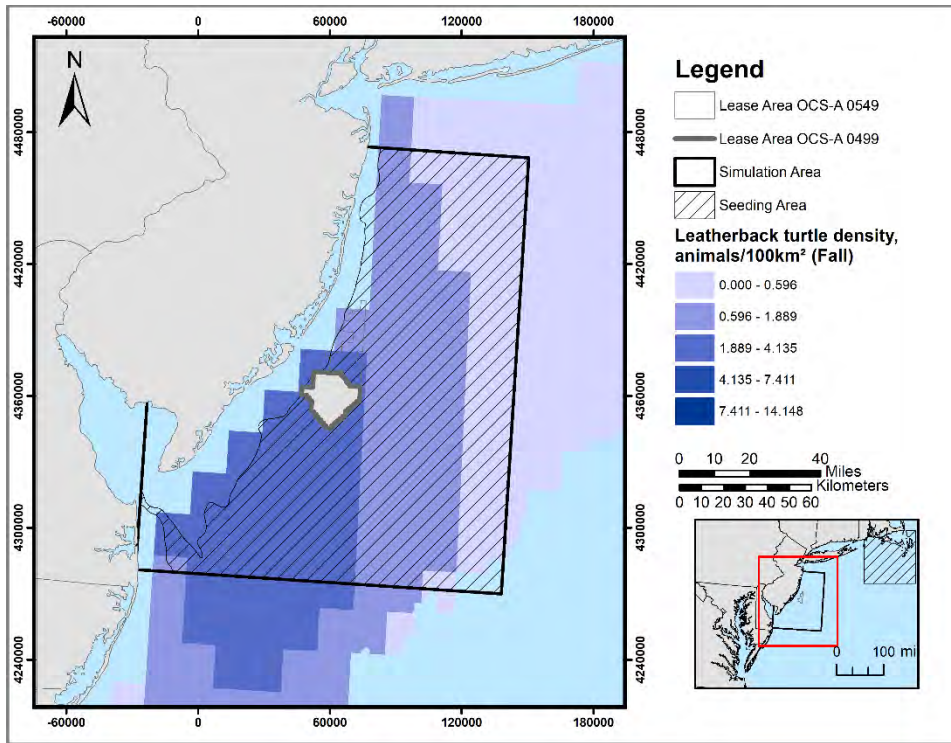 -60000 0 60000 120000 180000
N
4480000 4480000
4420000 4420000
4360000 4360000
4300000 4300000
4240000 4240000
-60000 0 60000 120000 180000
Legend
Lease Area OCS-A 0549
Lease Area OCS-A 0499
Simulation Area
Seeding Area
Leatherback turtle density,
animals/100km² (Fall)
0.000 - 0.596
0.596 - 1.889
1.889 - 4.135
4.135 - 7.411
7.411 - 14.148
0 10 20 40
Miles
Kilometers
0 10 20 30 40 50 60
0 100 mi